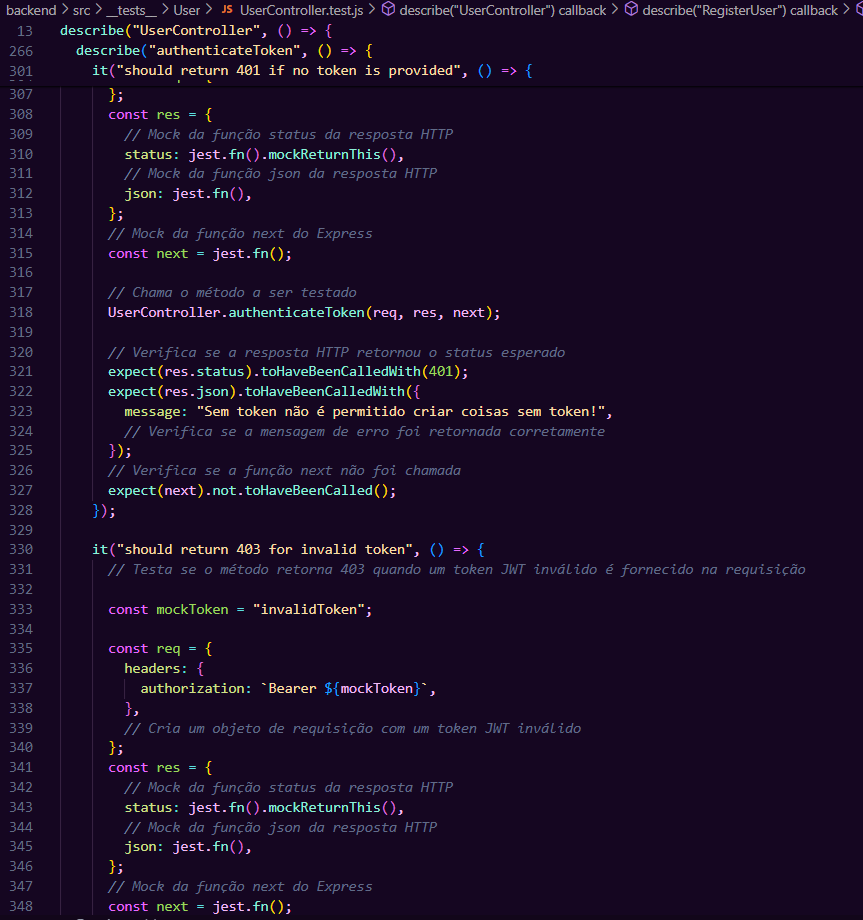 backend > src > __tests__ > User > JS UserController.test.js > describe("UserController") callback > describe("RegisterUser") callback >
13 describe("UserController", () => {
266 describe("authenticateToken", () => {
301 it("should return 401 if no token is provided", () => {
307 };
308 const res = {
309 // Mock da função status da resposta HTTP
310 status: jest.fn().mockReturnThis(),
311 // Mock da função json da resposta HTTP
312 json: jest.fn(),
313 };
314 // Mock da função next do Express
315 const next = jest.fn();
316
317 // Chama o método a ser testado
318 UserController.authenticateToken(req, res, next);
319
320 // Verifica se a resposta HTTP retornou o status esperado
321 expect(res.status).toHaveBeenCalledWith(401);
322 expect(res.json).toHaveBeenCalledWith({
323 message: "Sem token não é permitido criar coisas sem token!",
324 // Verifica se a mensagem de erro foi retornada corretamente
325 });
326 // Verifica se a função next não foi chamada
327 expect(next).not.toHaveBeenCalled();
328 });
329
330 it("should return 403 for invalid token", () => {
331 // Testa se o método retorna 403 quando um token JWT inválido é fornecido na requisição
332
333 const mockToken = "invalidToken";
334
335 const req = {
336 headers: {
337 authorization: `Bearer ${mockToken}`,
338 },
339 // Cria um objeto de requisição com um token JWT inválido
340 };
341 const res = {
342 // Mock da função status da resposta HTTP
343 status: jest.fn().mockReturnThis(),
344 // Mock da função json da resposta HTTP
345 json: jest.fn(),
346 };
347 // Mock da função next do Express
348 const next = jest.fn();